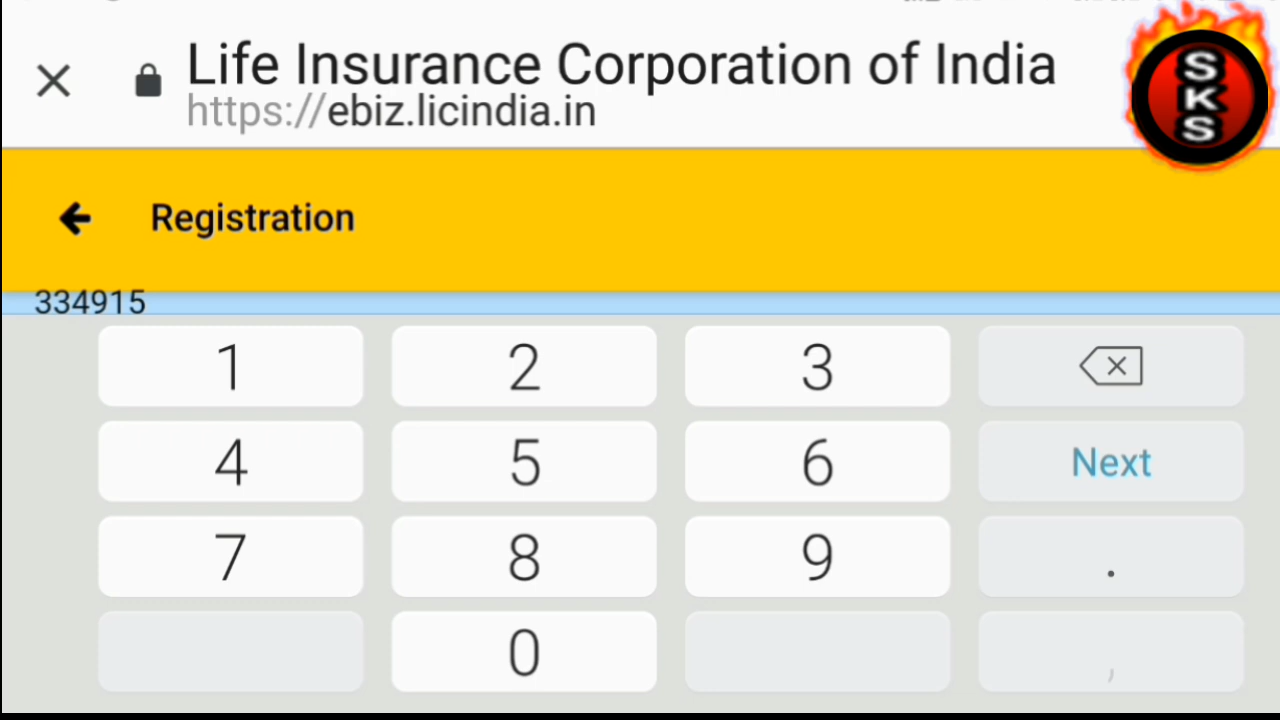 Life Insurance Corporation of India
https://ebiz.licindia.in
SKS
Registration
334915
1 2 3
4 5 6 Next
7 8 9 .
0 ,